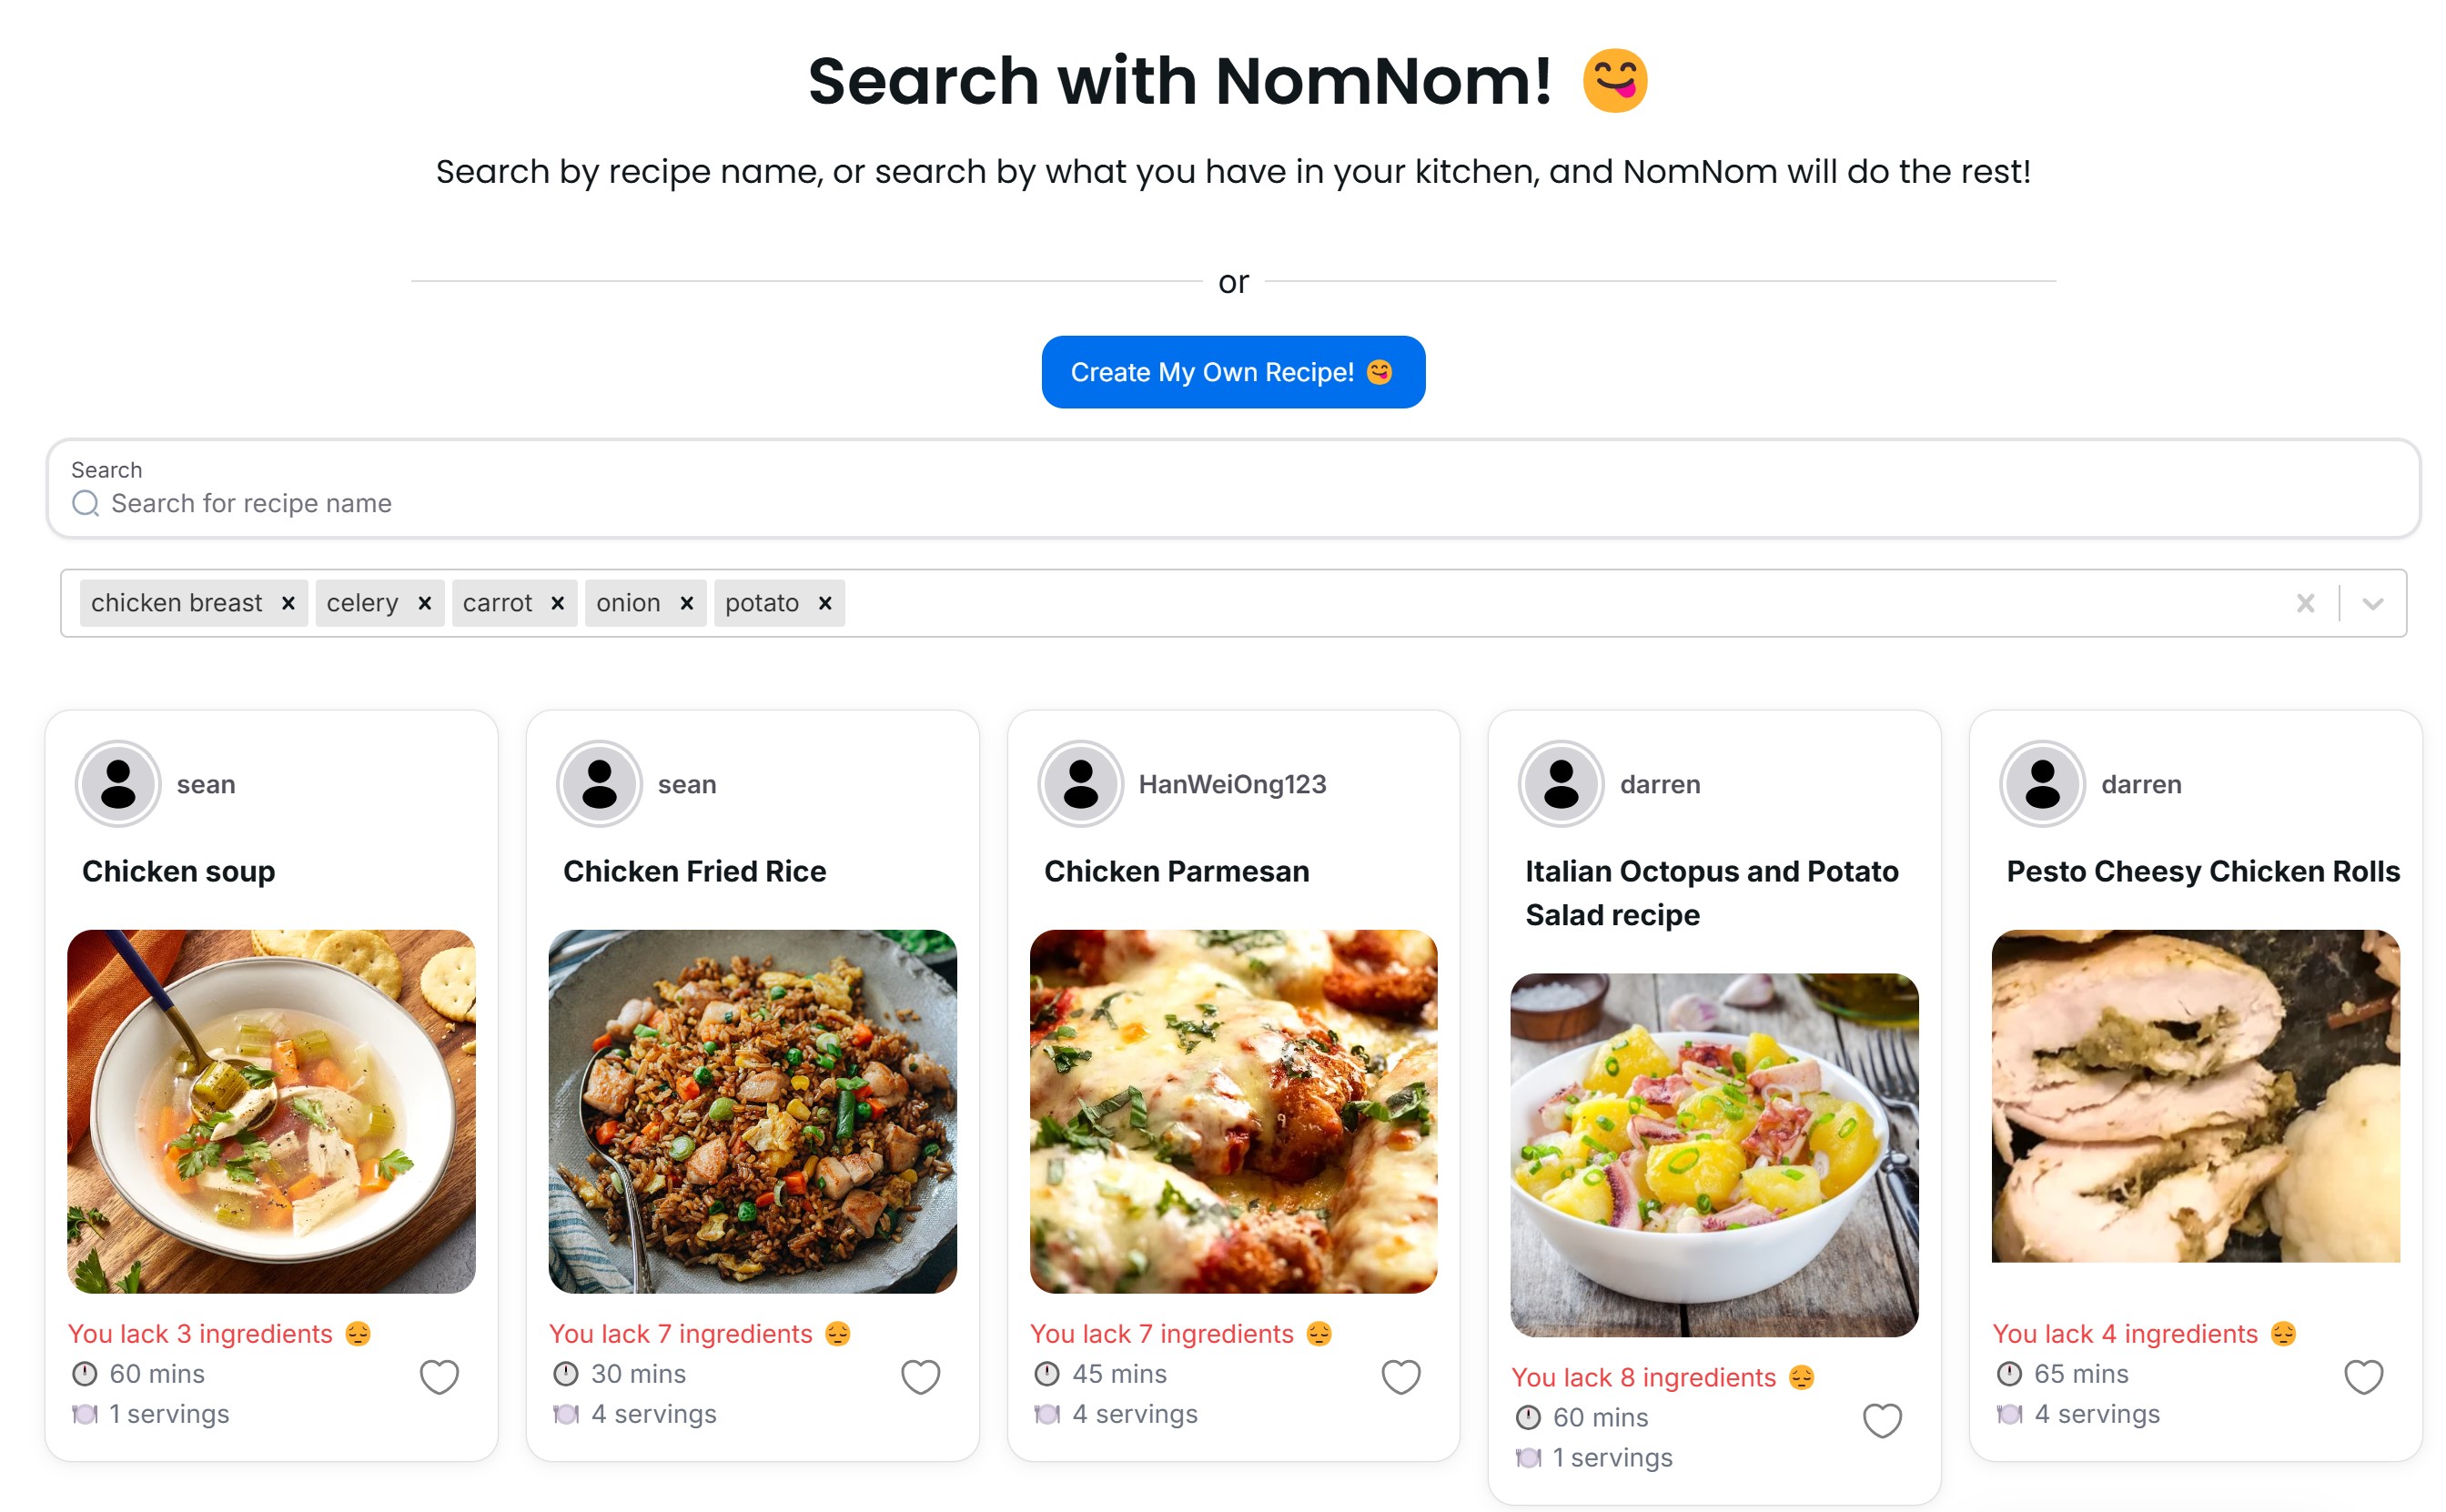 Search with NomNom! 😋
Search by recipe name, or search by what you have in your kitchen, and NomNom will do the rest!
or
Create My Own Recipe! 😋
Search
Search for recipe name
chicken breast × celery × carrot × onion × potato ×
sean
Chicken soup
You lack 3 ingredients 😔
60 mins
1 servings
sean
Chicken Fried Rice
You lack 7 ingredients 😔
30 mins
4 servings
HanWeiOng123
Chicken Parmesan
You lack 7 ingredients 😔
45 mins
4 servings
darren
Italian Octopus and Potato
Salad recipe
You lack 8 ingredients 😔
60 mins
1 servings
darren
Pesto Cheesy Chicken Rolls
You lack 4 ingredients 😔
65 mins
4 servings